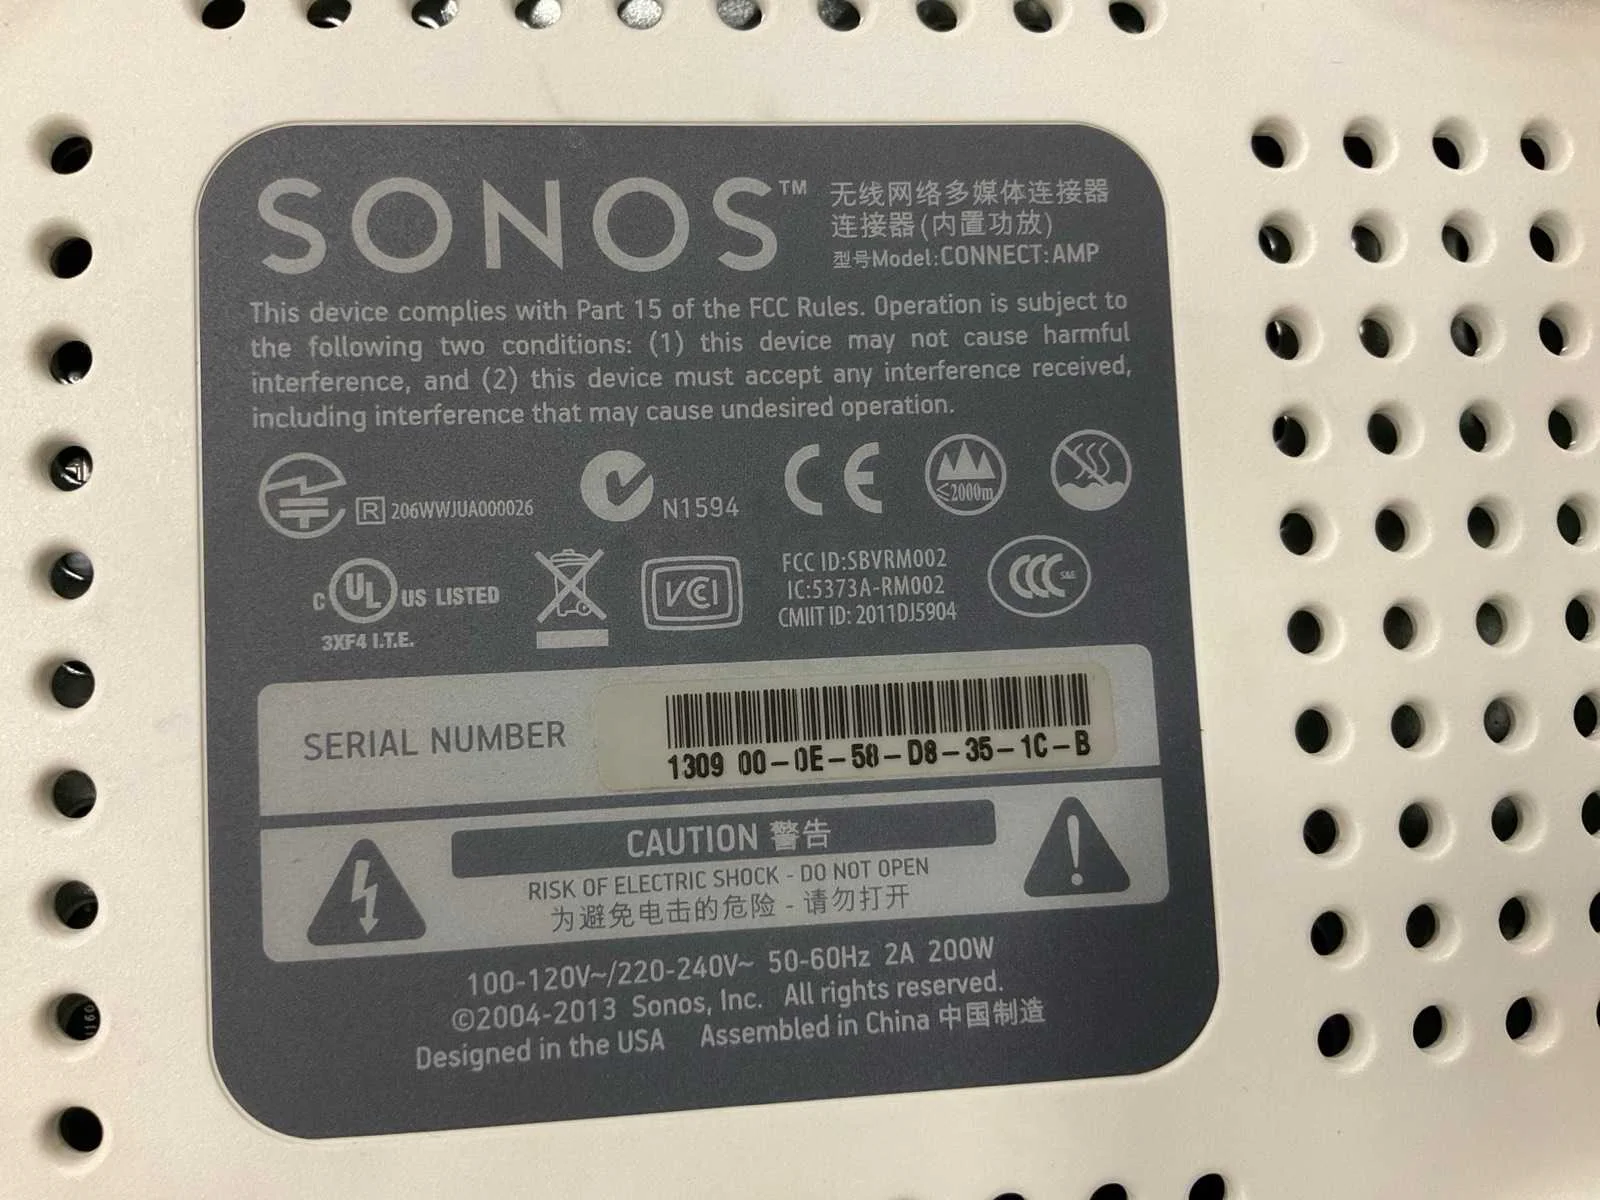 SONOS™
无线网络多媒体连接器
连接器(内置功放)
型号Model:CONNECT:AMP
This device complies with Part 15 of the FCC Rules. Operation is subject to
the following two conditions: (1) this device may not cause harmful
interference, and (2) this device must accept any interference received,
including interference that may cause undesired operation.
R 206WWJUA000026
N1594
CE
≤2000m
C UL US LISTED
3XF4 I.T.E.
VCI
FCC ID:SBVRM002
IC:5373A-RM002
CMIIT ID: 2011DJ5904
CCC S&E
SERIAL NUMBER
1309 00-0E-58-D8-35-1C-B
CAUTION 警告
RISK OF ELECTRIC SHOCK - DO NOT OPEN
为避免电击的危险 - 请勿打开
100-120V~/220-240V~ 50-60Hz 2A 200W
©2004-2013 Sonos, Inc. All rights reserved.
Designed in the USA Assembled in China 中国制造